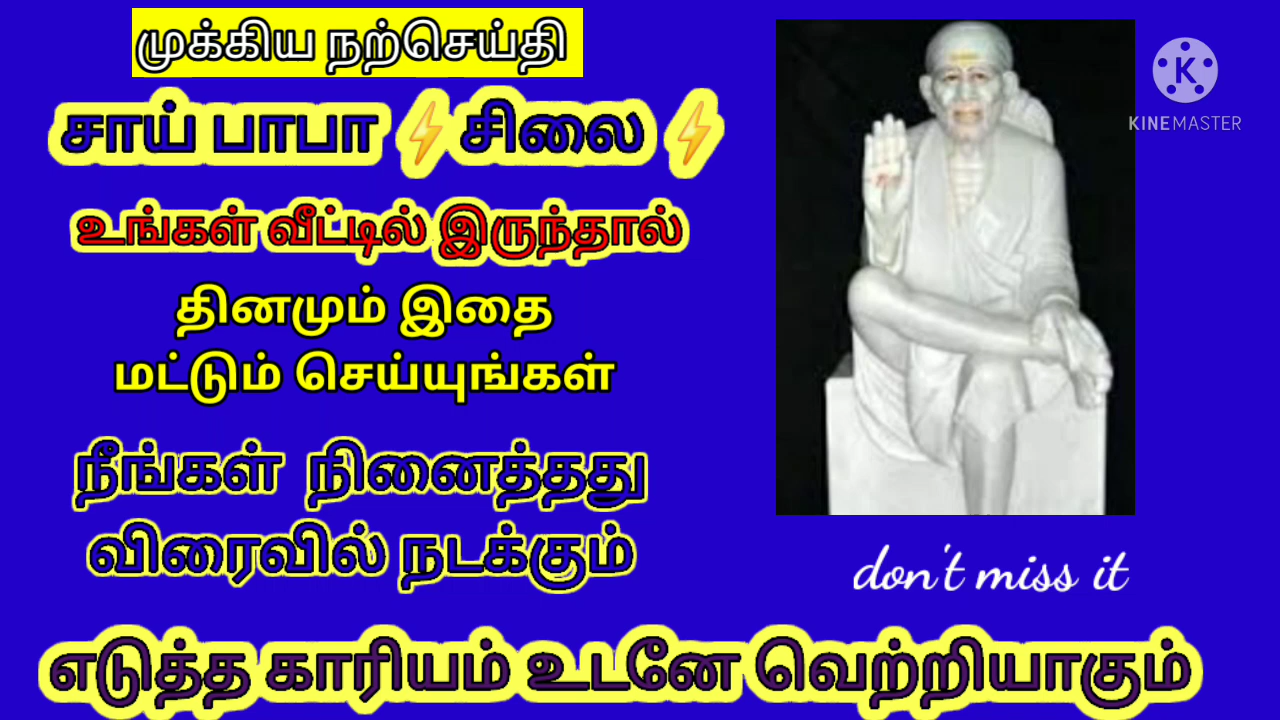 முக்கிய நற்செய்தி
சாய் பாபா ⚡ சிலை ⚡
உங்கள் வீட்டில் இருந்தால்
தினமும் இதை
மட்டும் செய்யுங்கள்
நீங்கள் நினைத்தது
விரைவில் நடக்கும்
எடுத்த காரியம் உடனே வெற்றியாகும்
K
KINEMASTER
don't miss it